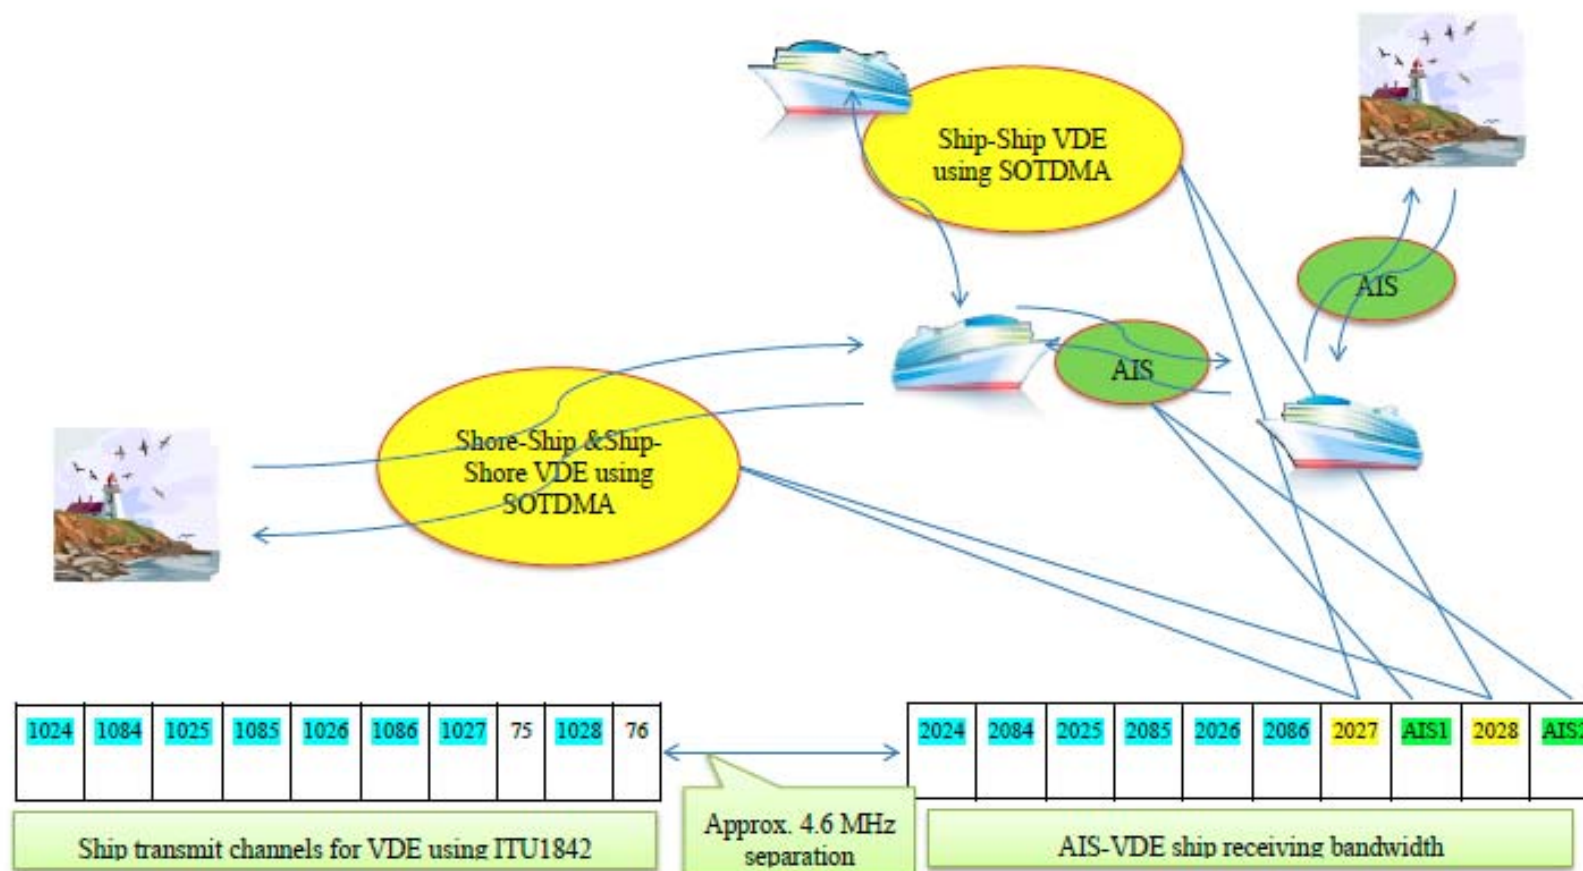 Ship-Ship VDE
using SOTDMA
AIS
AIS
Shore-Ship &Ship-
Shore VDE using
SOTDMA
1024 1084 1025 1085 1026 1086 1027 75 1028 76
2024 2084 2025 2085 2026 2086 2027 AIS1 2028 AIS2
Ship transmit channels for VDE using ITU1842
Approx. 4.6 MHz
separation
AIS-VDE ship receiving bandwidth